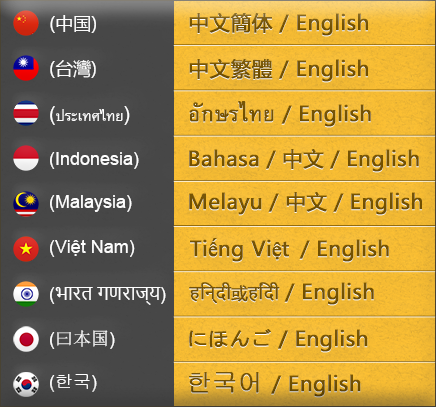 (中国) 中文簡体 / English
(台灣) 中文繁體 / English
(ประเทศไทย) อักษรไทย / English
(Indonesia) Bahasa / 中文 / English
(Malaysia) Melayu / 中文 / English
(Việt Nam) Tiếng Việt / English
(भारत गणराज्य) हिन्दी或हिंदी / English
(日本国) にほんご / English
(한국) 한국어 / English